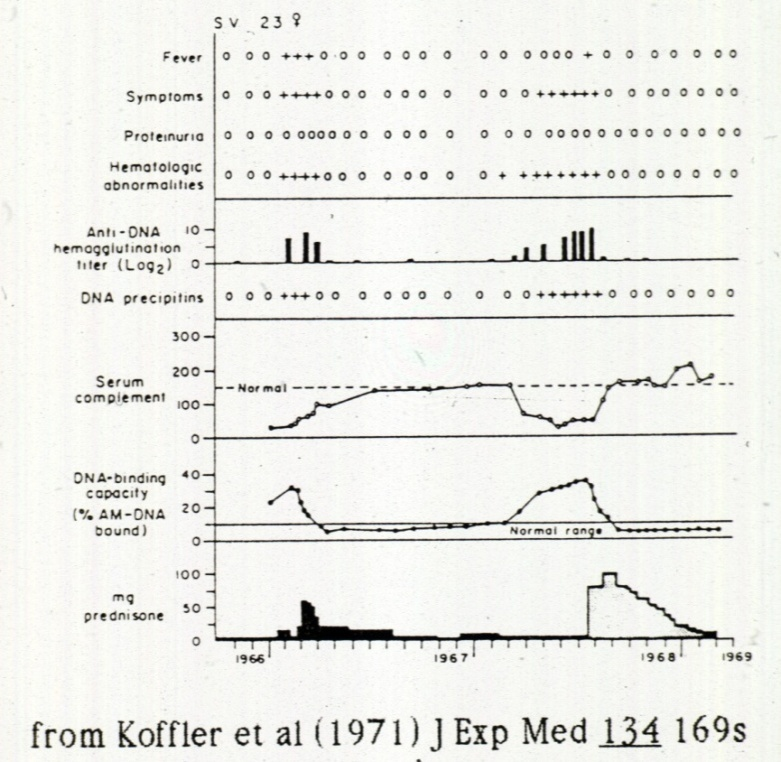 SV 23 ♀
Fever o o o + + + o o o o o o o o o o o o o o + o o o o o o o
Symptoms
Proteinuria
Hematologic
abnormalities
Anti-DNA
hemagglutination
titer (Log₂)
10
0
DNA precipitins
Serum
complement
300
200
100
0
Normal
DNA-binding
capacity
(% AM-DNA
bound)
40
20
0
Normal range
mg
prednisone
100
50
0
1966 1967 1968 1969
from Koffler et al (1971) J Exp Med 134 169s